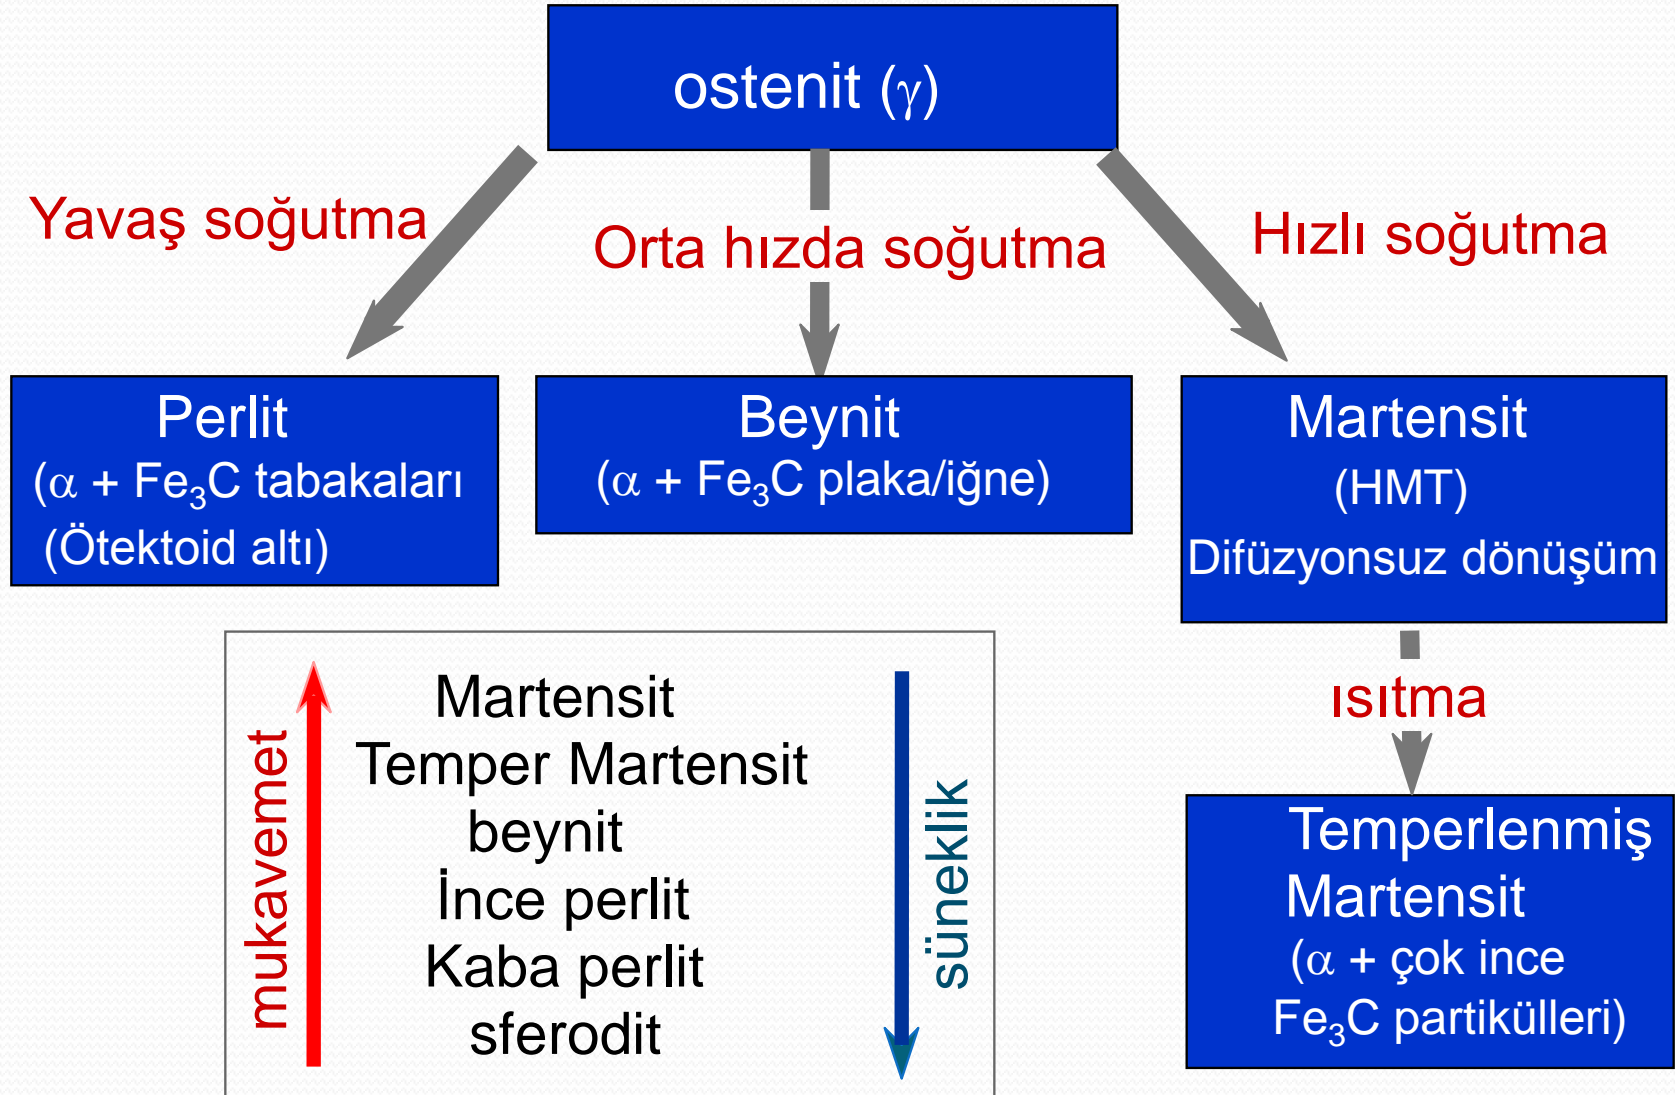 ostenit (γ)
Yavaş soğutma
Orta hızda soğutma
Hızlı soğutma
Perlit
(α + Fe₃C tabakaları
(Ötektoid altı)
Beynit
(α + Fe₃C plaka/iğne)
Martensit
(HMT)
Difüzyonsuz dönüşüm
ısıtma
Temperlenmiş
Martensit
(α + çok ince
Fe₃C partikülleri)
mukavemet
Martensit
Temper Martensit
beynit
İnce perlit
Kaba perlit
sferodit
süneklik